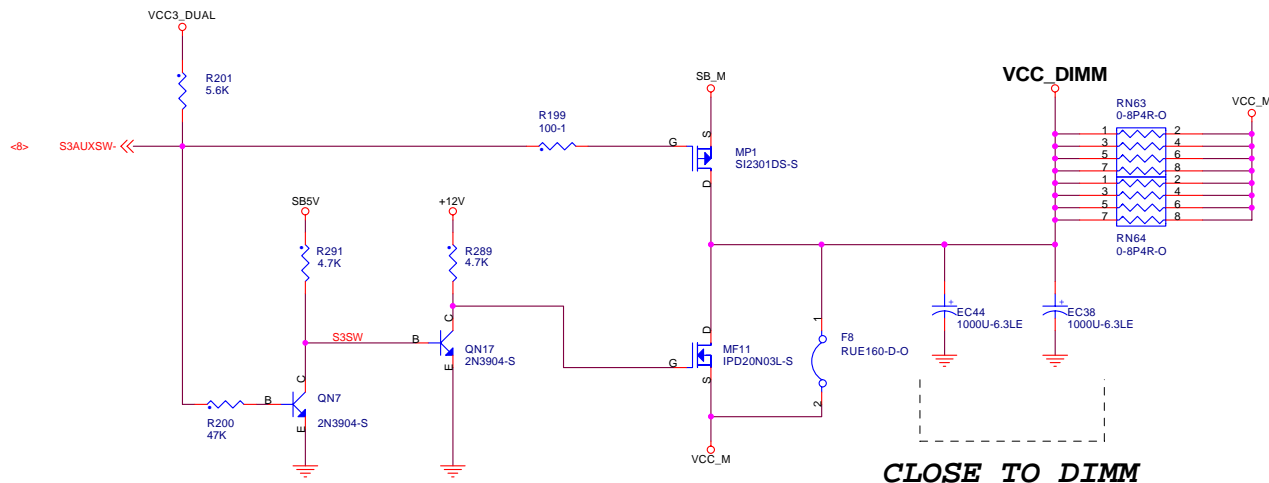 VCC3_DUAL
R201
5.6K
<8>
S3AUXSW-
R199
100-1
SB_M
G
S
D
MP1
SI2301DS-S
VCC_DIMM
RN63
0-8P4R-O
VCC_M
1
2
3
4
5
6
7
8
1
2
3
4
5
6
7
8
RN64
0-8P4R-O
SB5V
+12V
R291
4.7K
R289
4.7K
S3SW
B
C
E
QN17
2N3904-S
R200
47K
B
C
E
QN7
2N3904-S
G
D
S
MF11
IPD20N03L-S
1
F8
RUE160-D-O
2
VCC_M
+
EC44
1000U-6.3LE
+
EC38
1000U-6.3LE
CLOSE TO DIMM